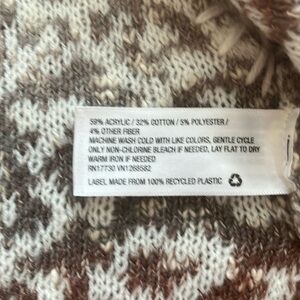 59% ACRYLIC / 32% COTTON / 5% POLYESTER /
4% OTHER FIBER
MACHINE WASH COLD WITH LIKE COLORS, GENTLE CYCLE
ONLY NON-CHLORINE BLEACH IF NEEDED, LAY FLAT TO DRY
WARM IRON IF NEEDED
RN17730 VN1268582
LABEL MADE FROM 100% RECYCLED PLASTIC